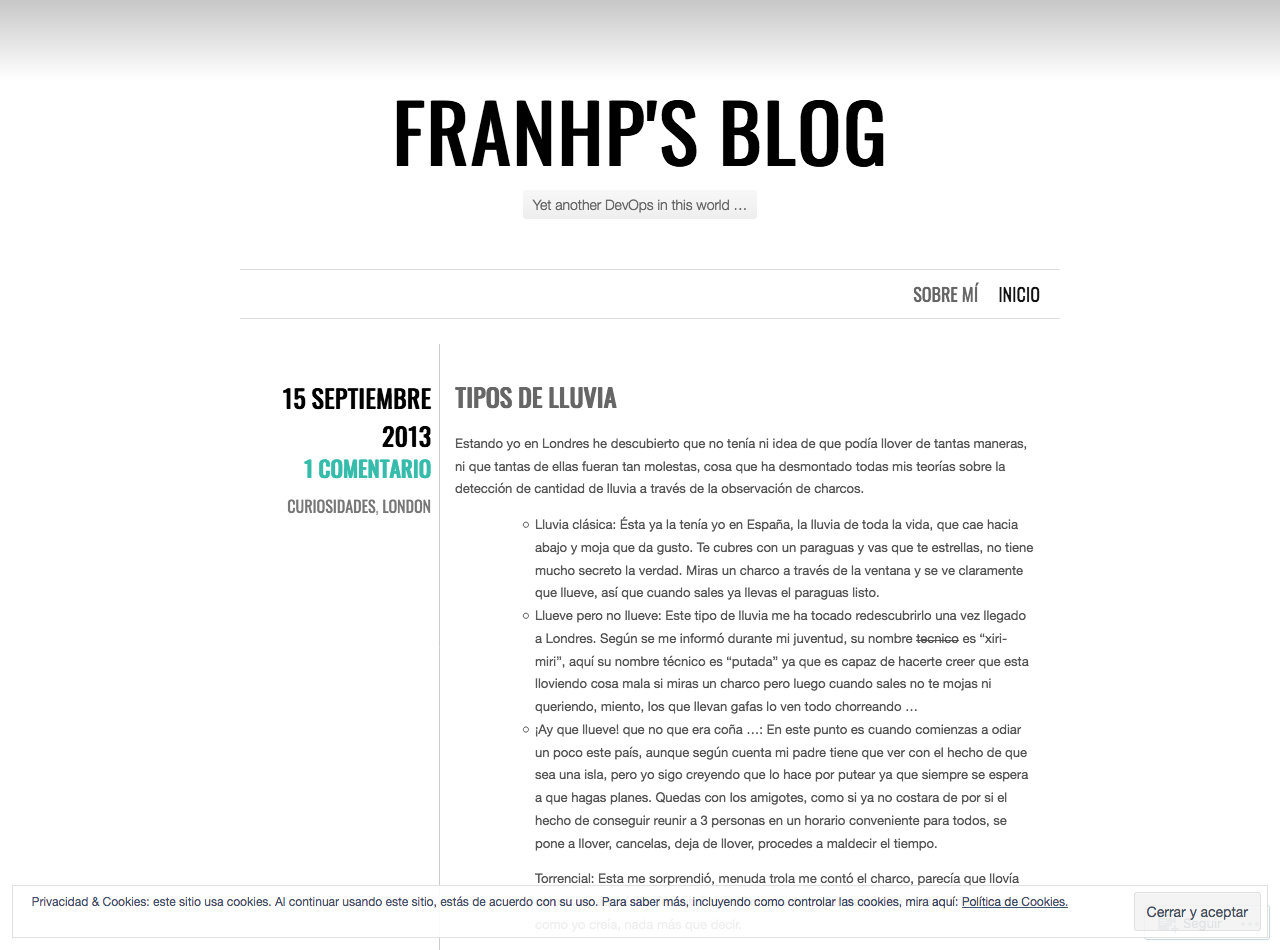 FRANHP'S BLOG
Yet another DevOps in this world …
SOBRE MÍ INICIO
15 SEPTIEMBRE
2013
1 COMENTARIO
CURIOSIDADES, LONDON
TIPOS DE LLUVIA
Estando yo en Londres he descubierto que no tenía ni idea de que podía llover de tantas maneras,
ni que tantas de ellas fueran tan molestas, cosa que ha desmontado todas mis teorías sobre la
detección de cantidad de lluvia a través de la observación de charcos.
Lluvia clásica: Ésta ya la tenía yo en España, la lluvia de toda la vida, que cae hacia
abajo y moja que da gusto. Te cubres con un paraguas y vas que te estrellas, no tiene
mucho secreto la verdad. Miras un charco a través de la ventana y se ve claramente
que llueve, así que cuando sales ya llevas el paraguas listo.
Llueve pero no llueve: Este tipo de lluvia me ha tocado redescubrirlo una vez llegado
a Londres. Según se me informó durante mi juventud, su nombre tecnico es “xiri-
miri”, aquí su nombre técnico es “putada” ya que es capaz de hacerte creer que esta
lloviendo cosa mala si miras un charco pero luego cuando sales no te mojas ni
queriendo, miento, los que llevan gafas lo ven todo chorreando …
¡Ay que llueve! que no que era coña …: En este punto es cuando comienzas a odiar
un poco este país, aunque según cuenta mi padre tiene que ver con el hecho de que
sea una isla, pero yo sigo creyendo que lo hace por putear ya que siempre se espera
a que hagas planes. Quedas con los amigotes, como si ya no costara de por si el
hecho de conseguir reunir a 3 personas en un horario conveniente para todos, se
pone a llover, cancelas, deja de llover, procedes a maldecir el tiempo.
Torrencial: Esta me sorprendió, menuda trola me contó el charco, parecía que llovía
como yo creía, nada más que decir.
Privacidad & Cookies: este sitio usa cookies. Al continuar usando este sitio, estás de acuerdo con su uso. Para saber más, incluyendo como controlar las cookies, mira aquí: Política de Cookies.
Cerrar y aceptar
Seguir